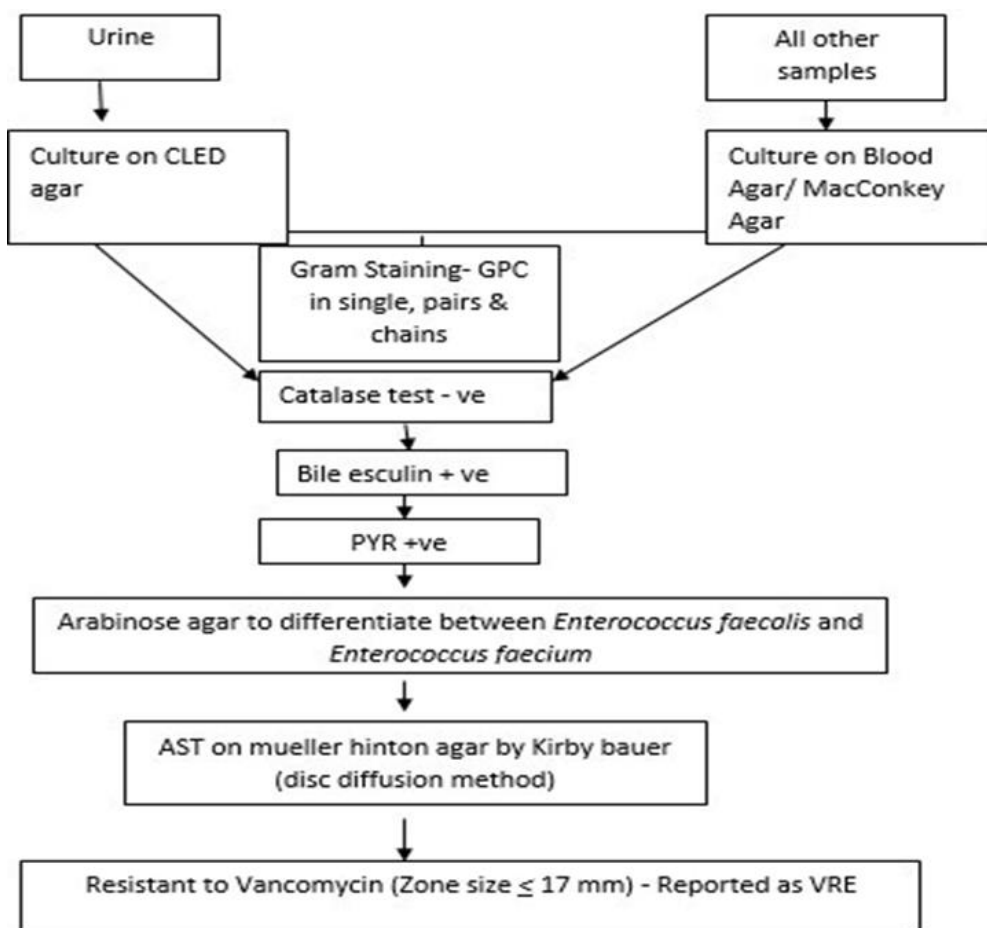 Urine
All other
samples
Culture on CLED
agar
Culture on Blood
Agar/ MacConkey
Agar
Gram Staining- GPC
in single, pairs &
chains
Catalase test - ve
Bile esculin + ve
PYR +ve
Arabinose agar to differentiate between Enterococcus faecalis and
Enterococcus faecium
AST on mueller hinton agar by Kirby bauer
(disc diffusion method)
Resistant to Vancomycin (Zone size ≤ 17 mm) - Reported as VRE